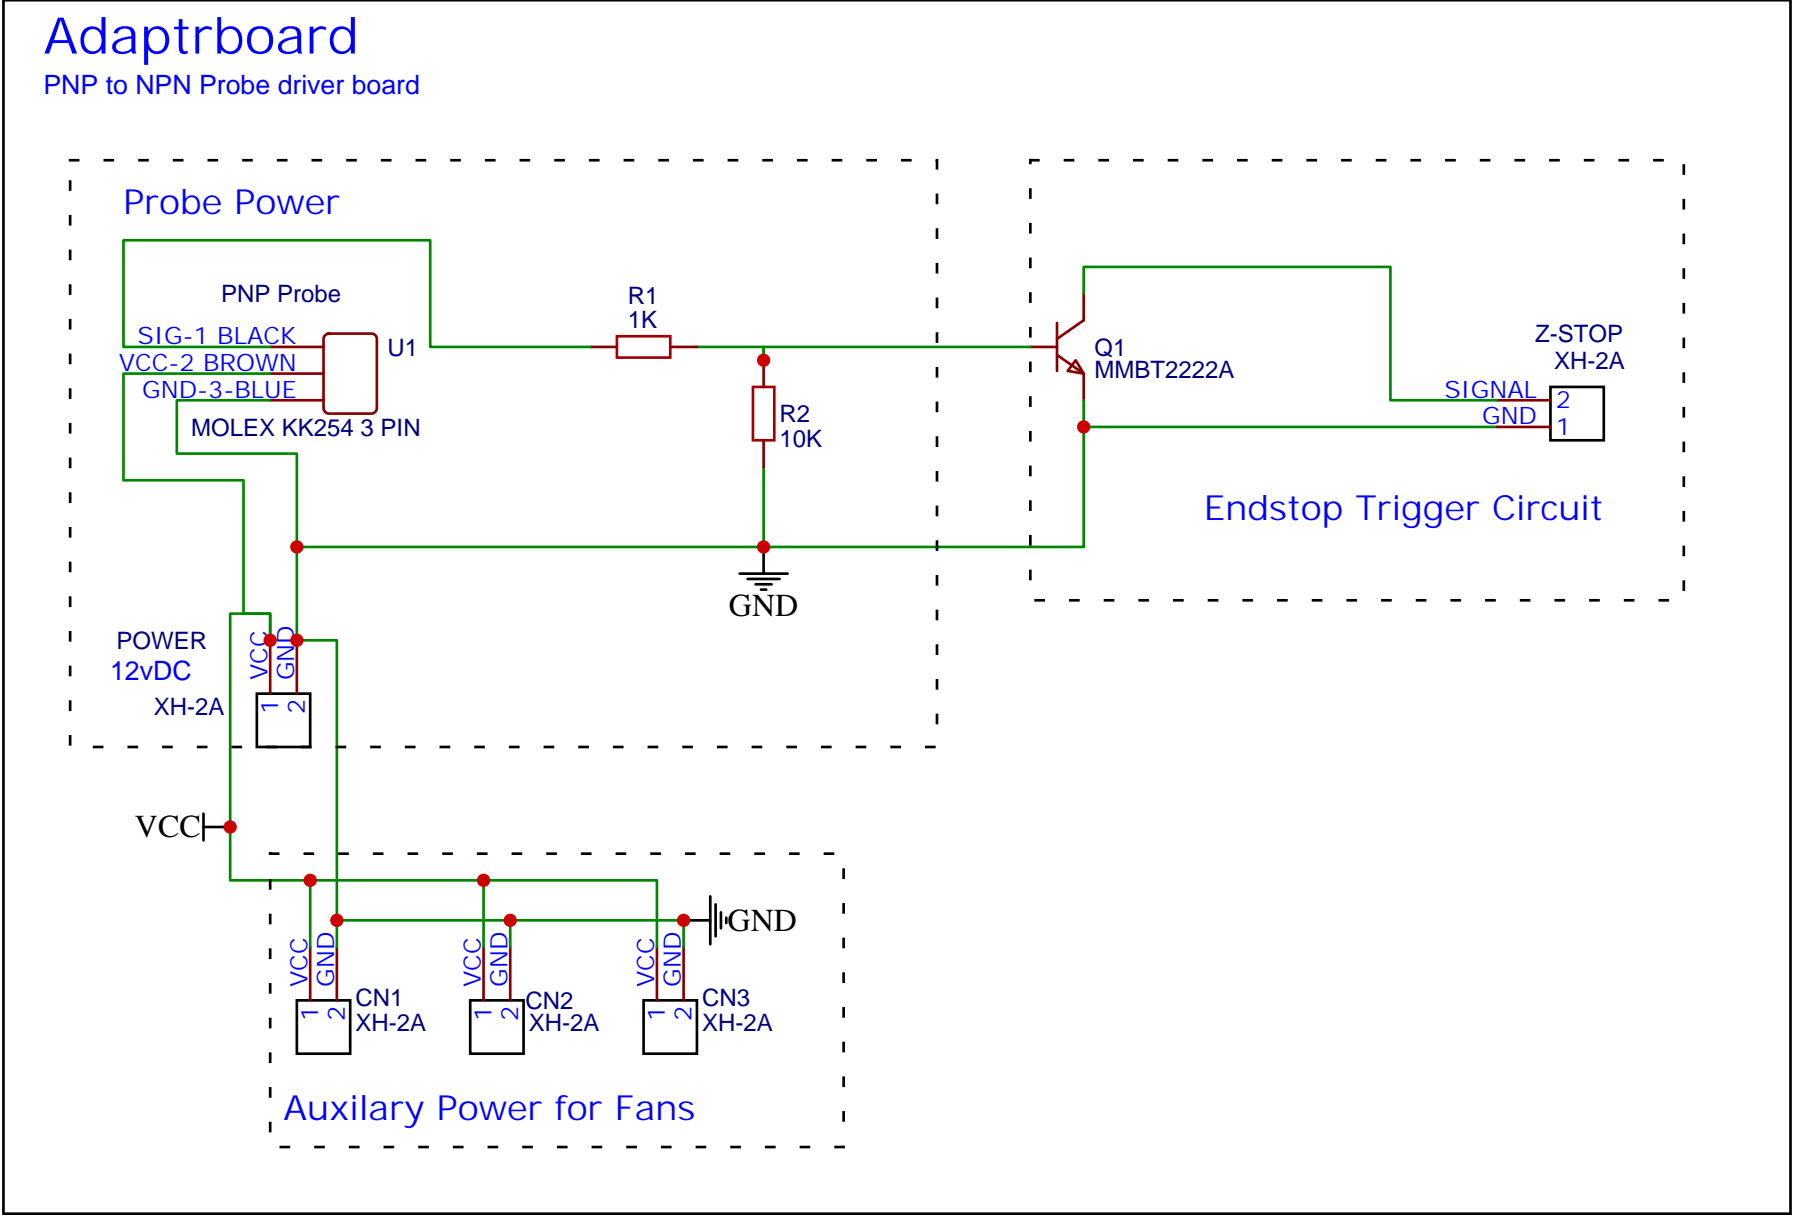 Adaptrboard
PNP to NPN Probe driver board
Probe Power
PNP Probe
SIG-1 BLACK
VCC-2 BROWN
GND-3-BLUE
U1
MOLEX KK254 3 PIN
R1
1K
R2
10K
GND
Q1
MMBT2222A
Z-STOP
XH-2A
SIGNAL
GND
2
1
Endstop Trigger Circuit
POWER
12vDC
XH-2A
VCC
GND
1
2
VCC
GND
VCC
GND
1
2
CN1
XH-2A
VCC
GND
1
2
CN2
XH-2A
VCC
GND
1
2
CN3
XH-2A
Auxilary Power for Fans